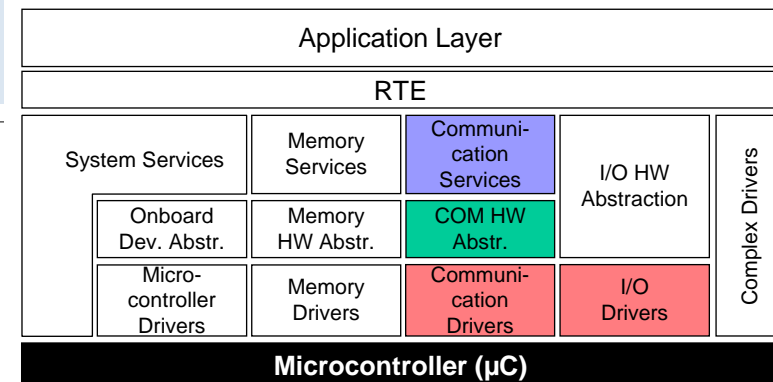 Application Layer
RTE
System Services
Memory
Services
Communi-
cation
Services
I/O HW
Abstraction
Complex Drivers
Onboard
Dev. Abstr.
Memory
HW Abstr.
COM HW
Abstr.
Micro-
controller
Drivers
Memory
Drivers
Communi-
cation
Drivers
I/O
Drivers
Microcontroller (µC)